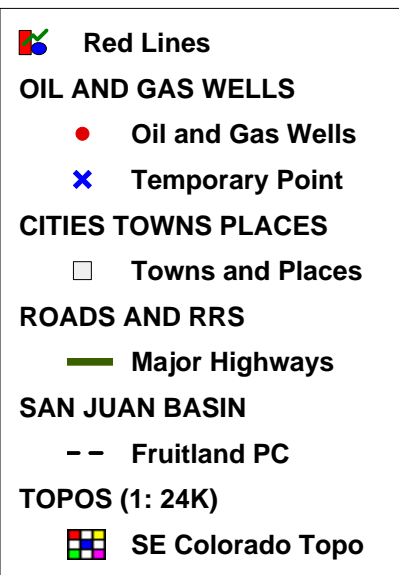 Red Lines
OIL AND GAS WELLS
Oil and Gas Wells
Temporary Point
CITIES TOWNS PLACES
Towns and Places
ROADS AND RRS
Major Highways
SAN JUAN BASIN
Fruitland PC
TOPOS (1: 24K)
SE Colorado Topo